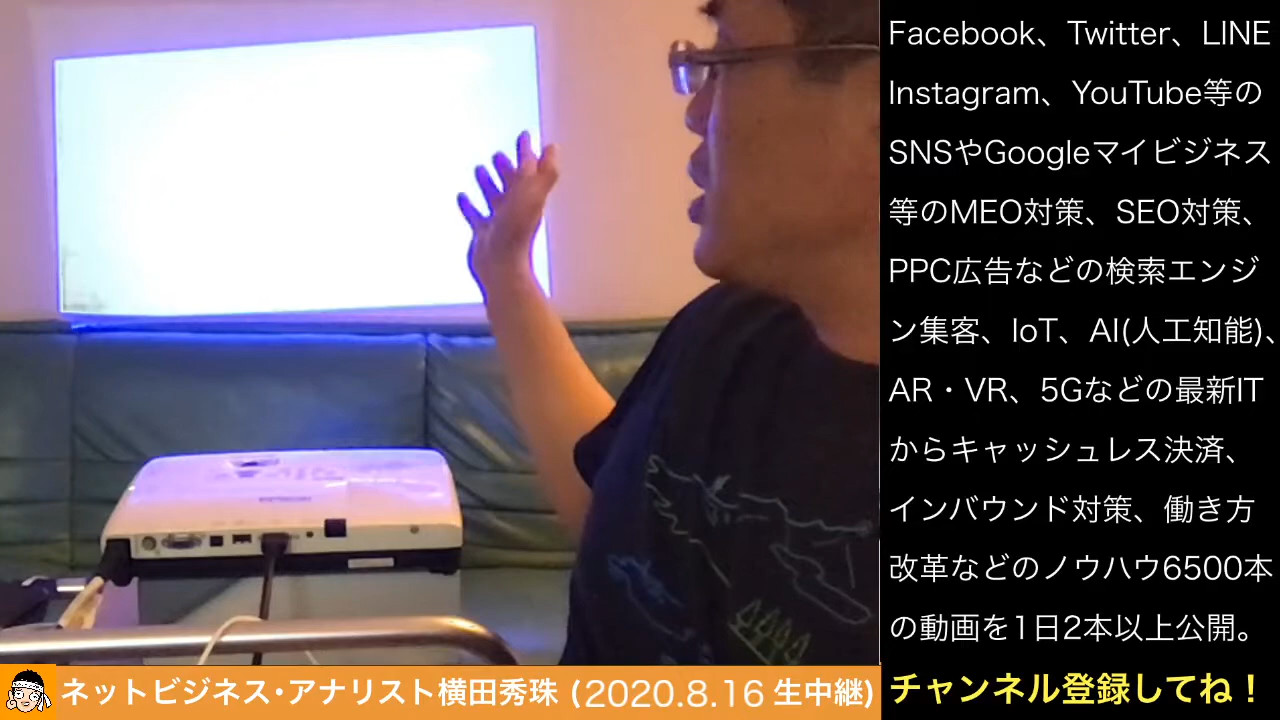 Facebook、Twitter、LINE
Instagram、YouTube等の
SNSやGoogleマイビジネス
等のMEO対策、SEO対策、
PPC広告などの検索エンジ
ン集客、IoT、AI(人工知能)、
AR・VR、5Gなどの最新IT
からキャッシュレス決済、
インバウンド対策、働き方
改革などのノウハウ6500本
の動画を1日2本以上公開。
チャンネル登録してね！
ネットビジネス・アナリスト横田秀珠 (2020.8.16 生中継)